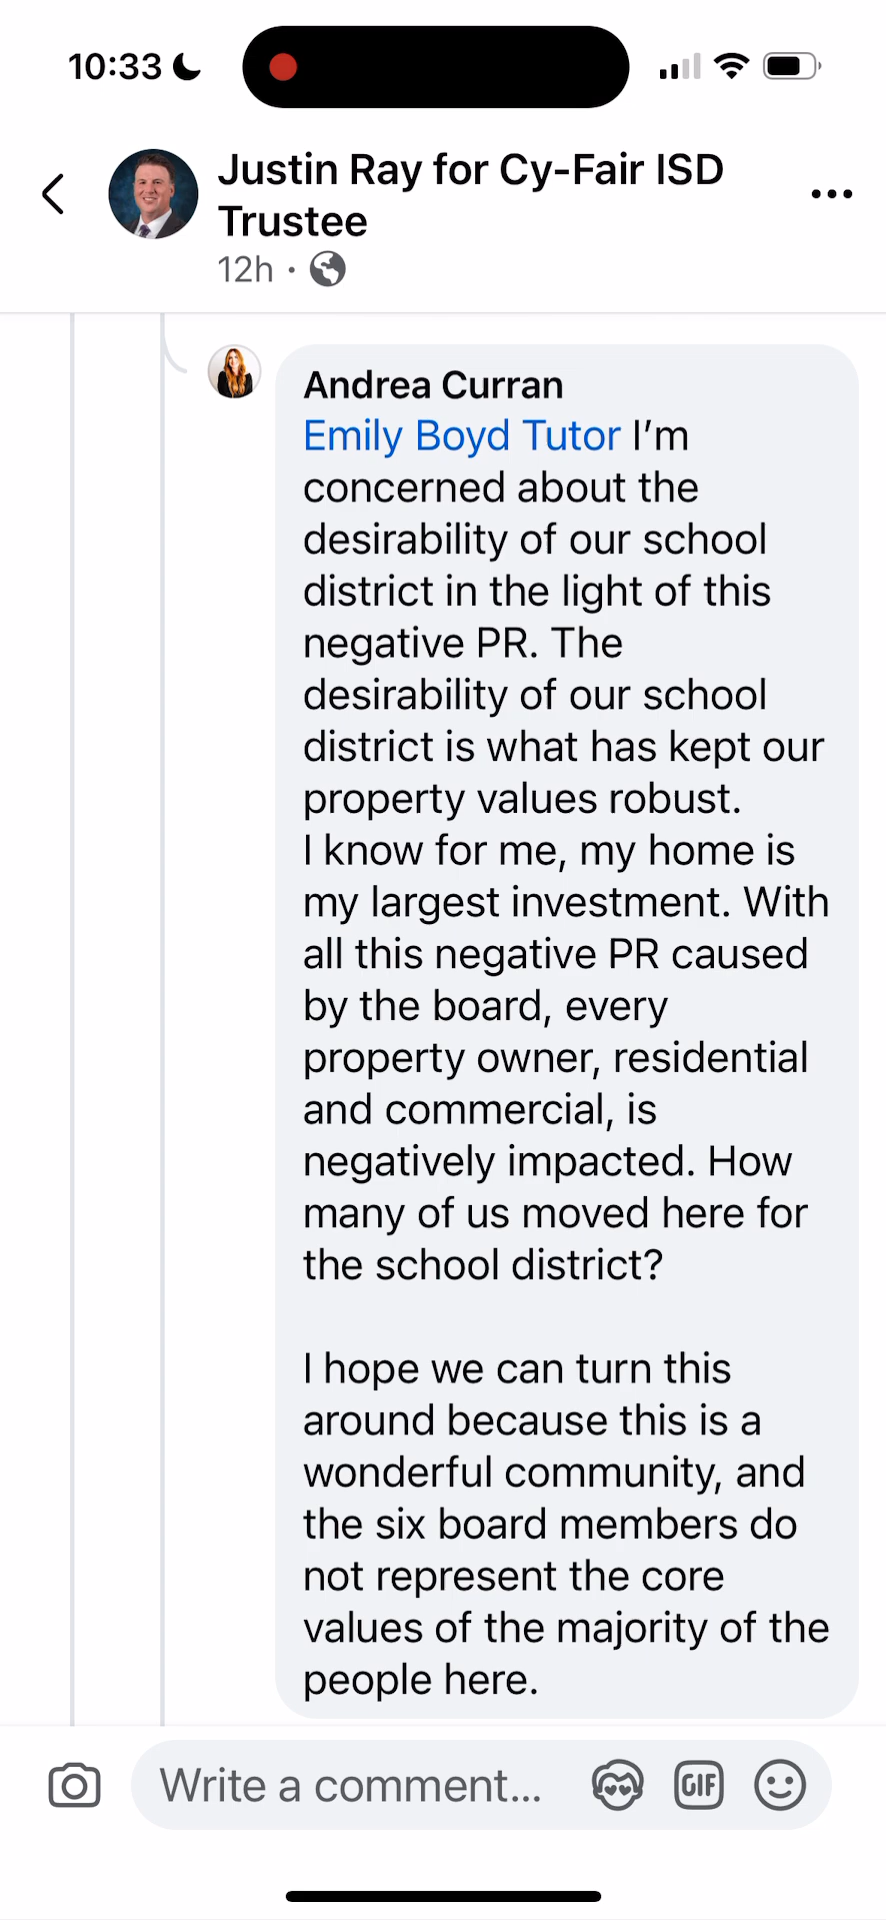 10:33
Justin Ray for Cy-Fair ISD
Trustee
12h ·
Andrea Curran
Emily Boyd Tutor I’m
concerned about the
desirability of our school
district in the light of this
negative PR. The
desirability of our school
district is what has kept our
property values robust.
I know for me, my home is
my largest investment. With
all this negative PR caused
by the board, every
property owner, residential
and commercial, is
negatively impacted. How
many of us moved here for
the school district?

I hope we can turn this
around because this is a
wonderful community, and
the six board members do
not represent the core
values of the majority of the
people here.
Write a comment...
GIF